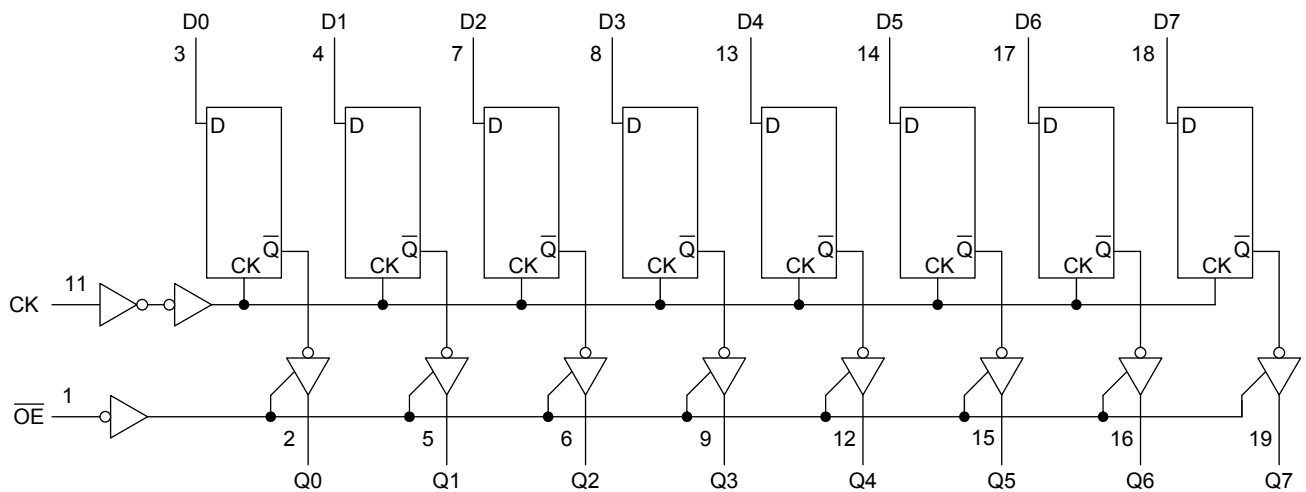 D0 D1 D2 D3 D4 D5 D6 D7
3 4 7 8 13 14 17 18
D D D D D D D D
Q̅ Q̅ Q̅ Q̅ Q̅ Q̅ Q̅ Q̅
CK CK CK CK CK CK CK CK
11
CK
1
O̅E̅
2 5 6 9 12 15 16 19
Q0 Q1 Q2 Q3 Q4 Q5 Q6 Q7